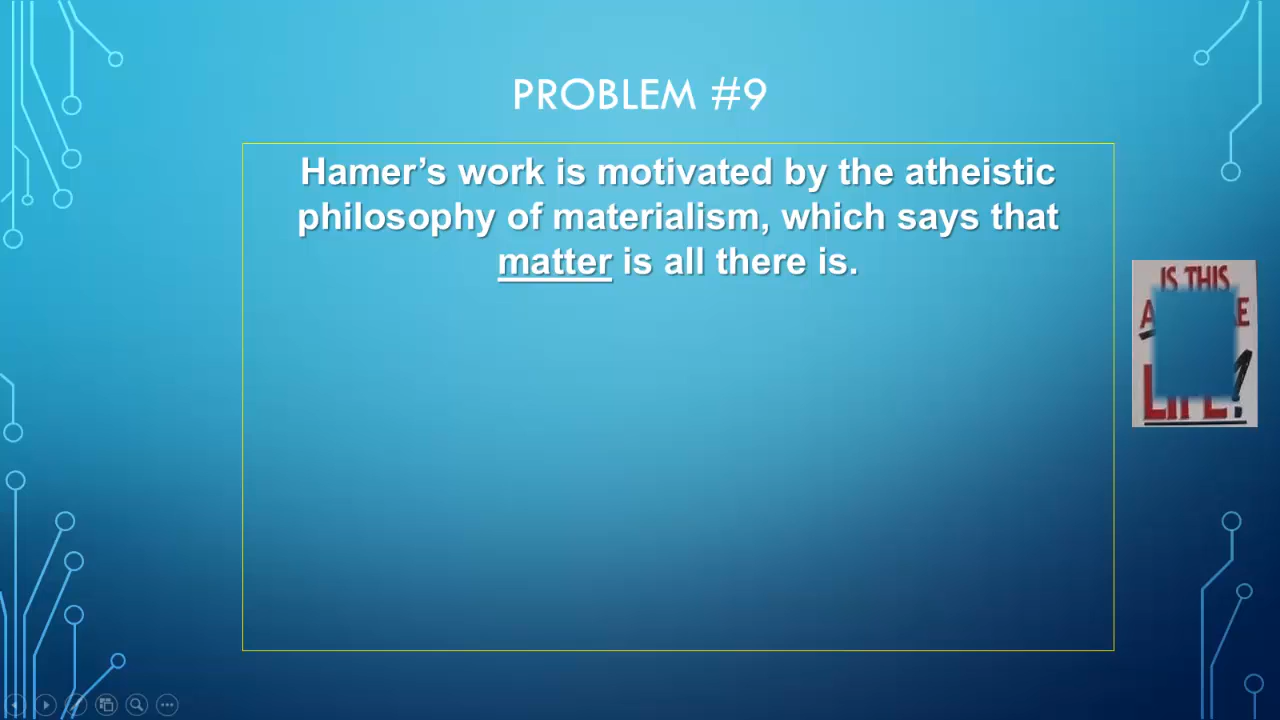 PROBLEM #9
Hamer's work is motivated by the atheistic
philosophy of materialism, which says that
matter is all there is.
IS THIS
LIFE?